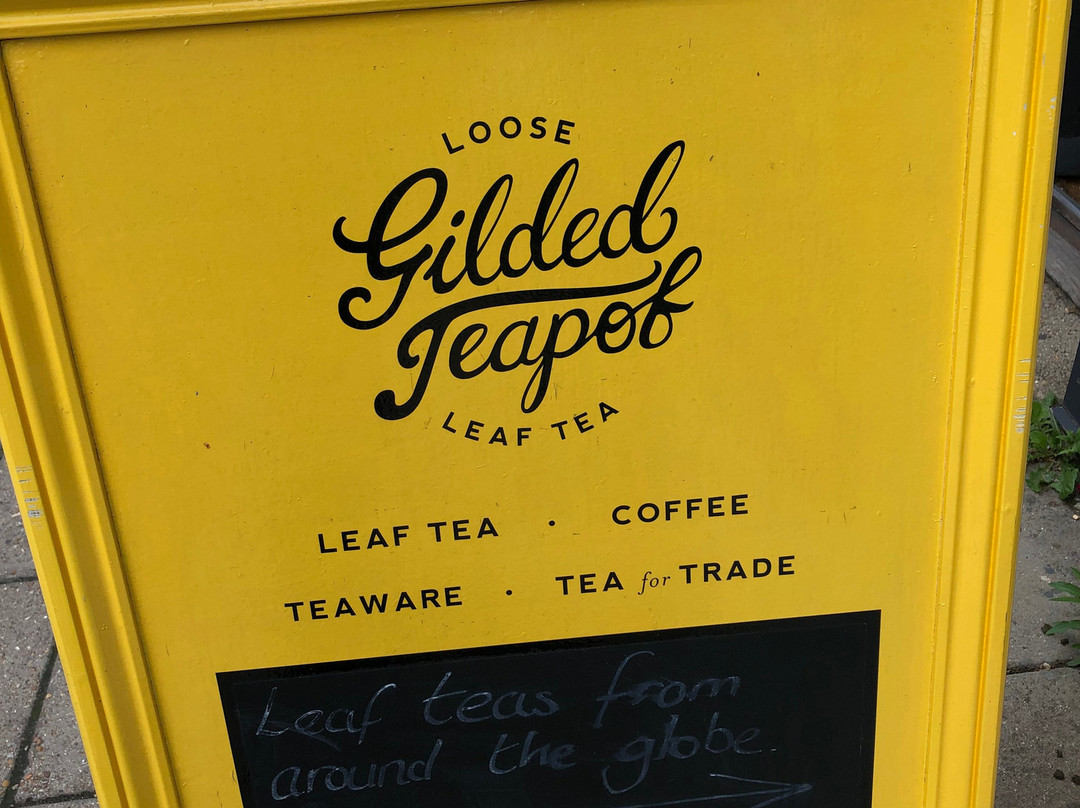 LOOSE
Gilded
Teapot
LEAF TEA
LEAF TEA · COFFEE
TEAWARE · TEA for TRADE
Leaf teas from
around the globe.